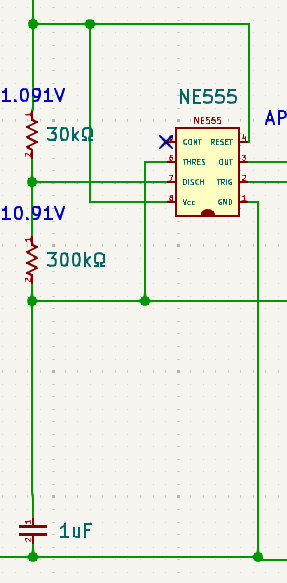 NE555
1.091V
AP
NE555
30kΩ
CONT RESET
4
6
THRES OUT
3
7
DISCH TRIG
2
8
Vcc GND
1
10.91V
300kΩ
1uF